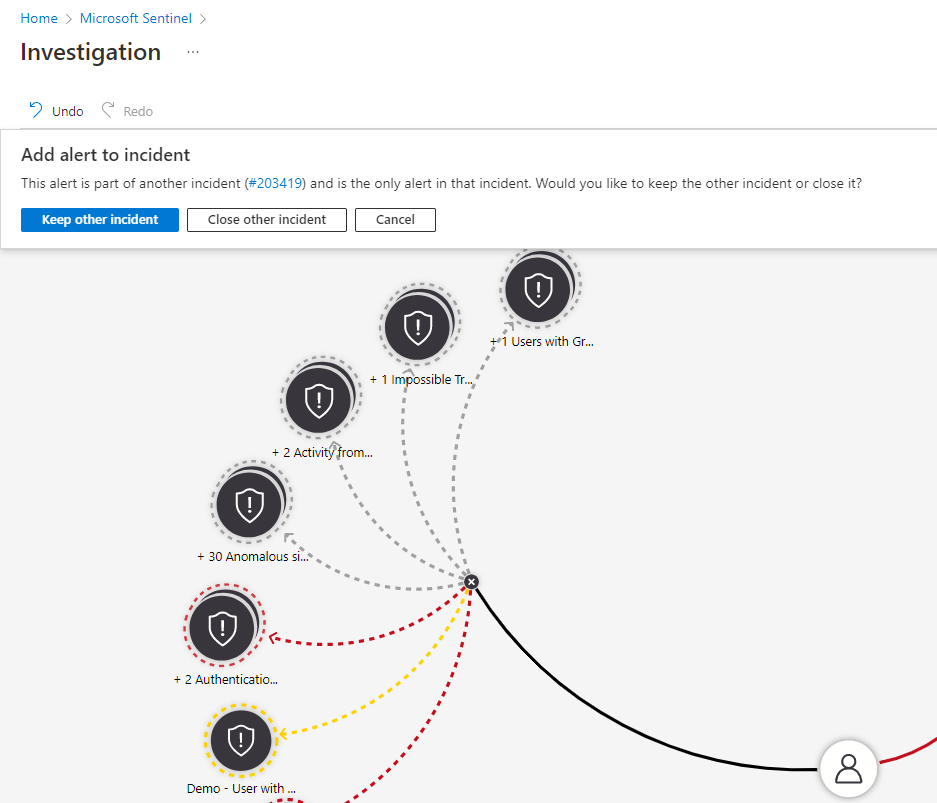 Home > Microsoft Sentinel >
Investigation ...
Undo Redo
Add alert to incident
This alert is part of another incident (#203419) and is the only alert in that incident. Would you like to keep the other incident or close it?
Keep other incident Close other incident Cancel
+ 1 Users with Gr...
+ 1 Impossible Tr...
+ 2 Activity from...
+ 30 Anomalous si...
+ 2 Authenticatio...
Demo - User with ...